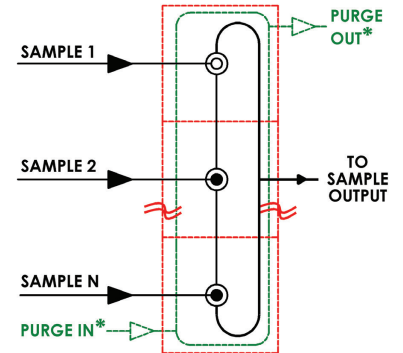 PURGE
OUT*
SAMPLE 1
SAMPLE 2
TO
SAMPLE
OUTPUT
SAMPLE N
PURGE IN*